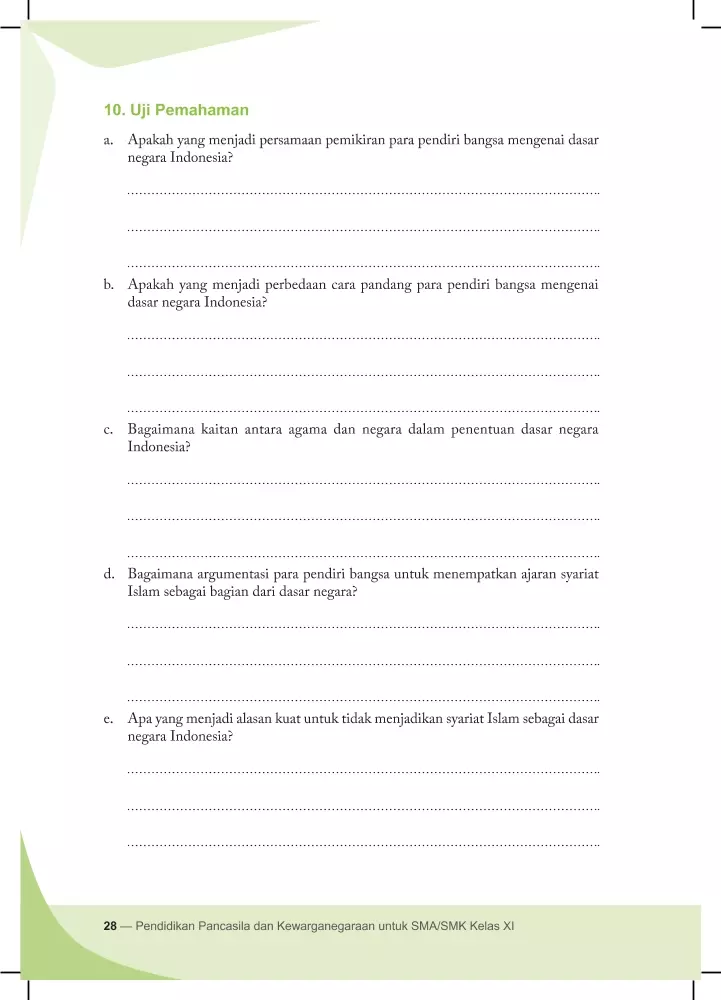 10. Uji Pemahaman
a. Apakah yang menjadi persamaan pemikiran para pendiri bangsa mengenai dasar
negara Indonesia?
b. Apakah yang menjadi perbedaan cara pandang para pendiri bangsa mengenai
dasar negara Indonesia?
c. Bagaimana kaitan antara agama dan negara dalam penentuan dasar negara
Indonesia?
d. Bagaimana argumentasi para pendiri bangsa untuk menempatkan ajaran syariat
Islam sebagai bagian dari dasar negara?
e. Apa yang menjadi alasan kuat untuk tidak menjadikan syariat Islam sebagai dasar
negara Indonesia?
28 — Pendidikan Pancasila dan Kewarganegaraan untuk SMA/SMK Kelas XI